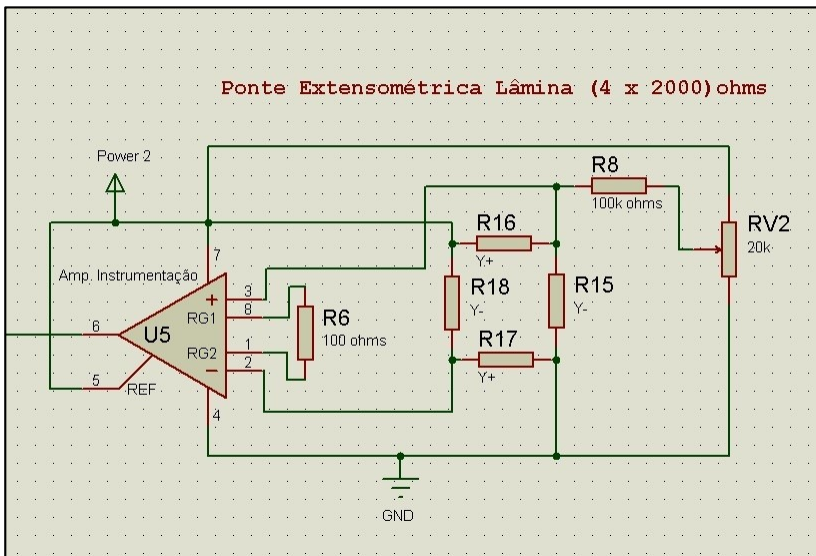 Ponte Extensométrica Lâmina (4 x 2000)ohms
Power 2
R8
100k ohms
RV2
20k
R16
Y+
7
Amp. Instrumentação
3
R18
Y-
R15
Y-
+
RG1
8
R6
100 ohms
6
U5
RG2
1
R17
Y+
-
2
5
REF
4
GND